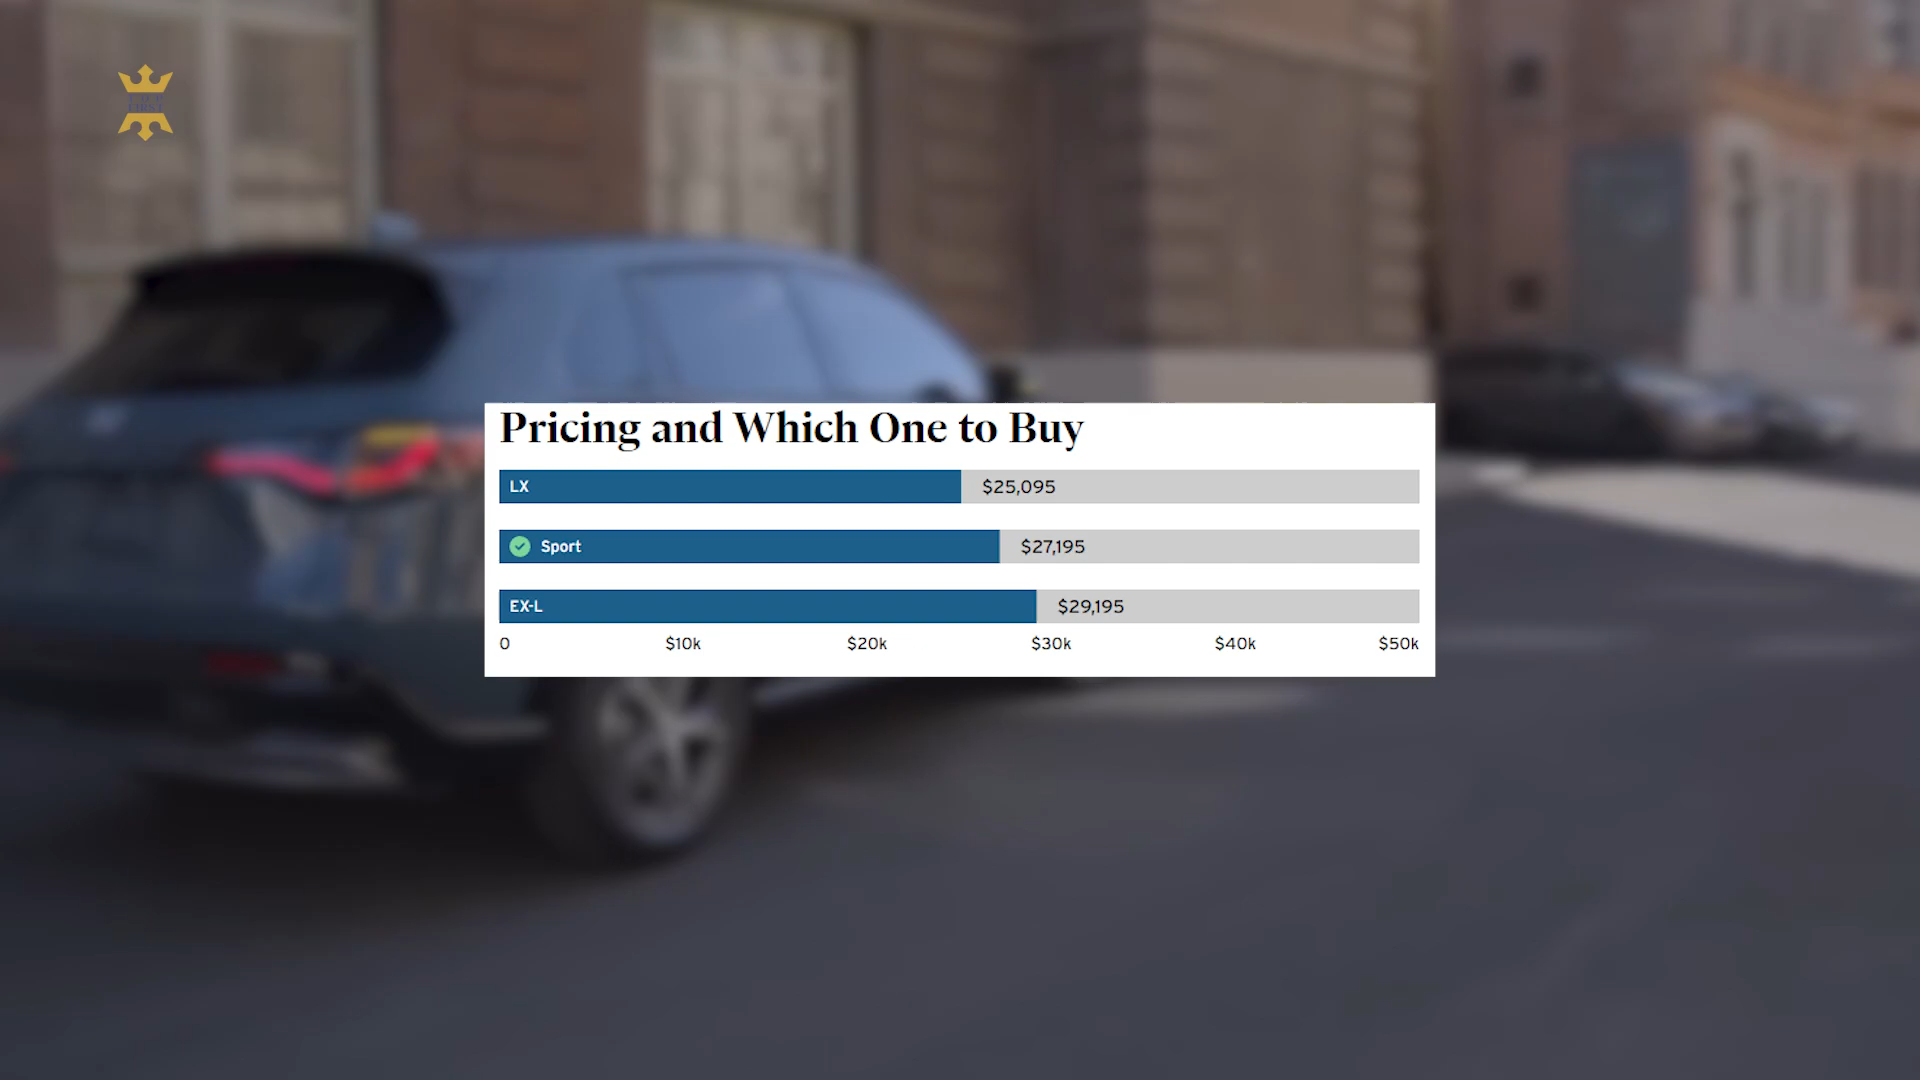 Pricing and Which One to Buy
LX $25,095
Sport $27,195
EX-L $29,195
0 $10k $20k $30k $40k $50k